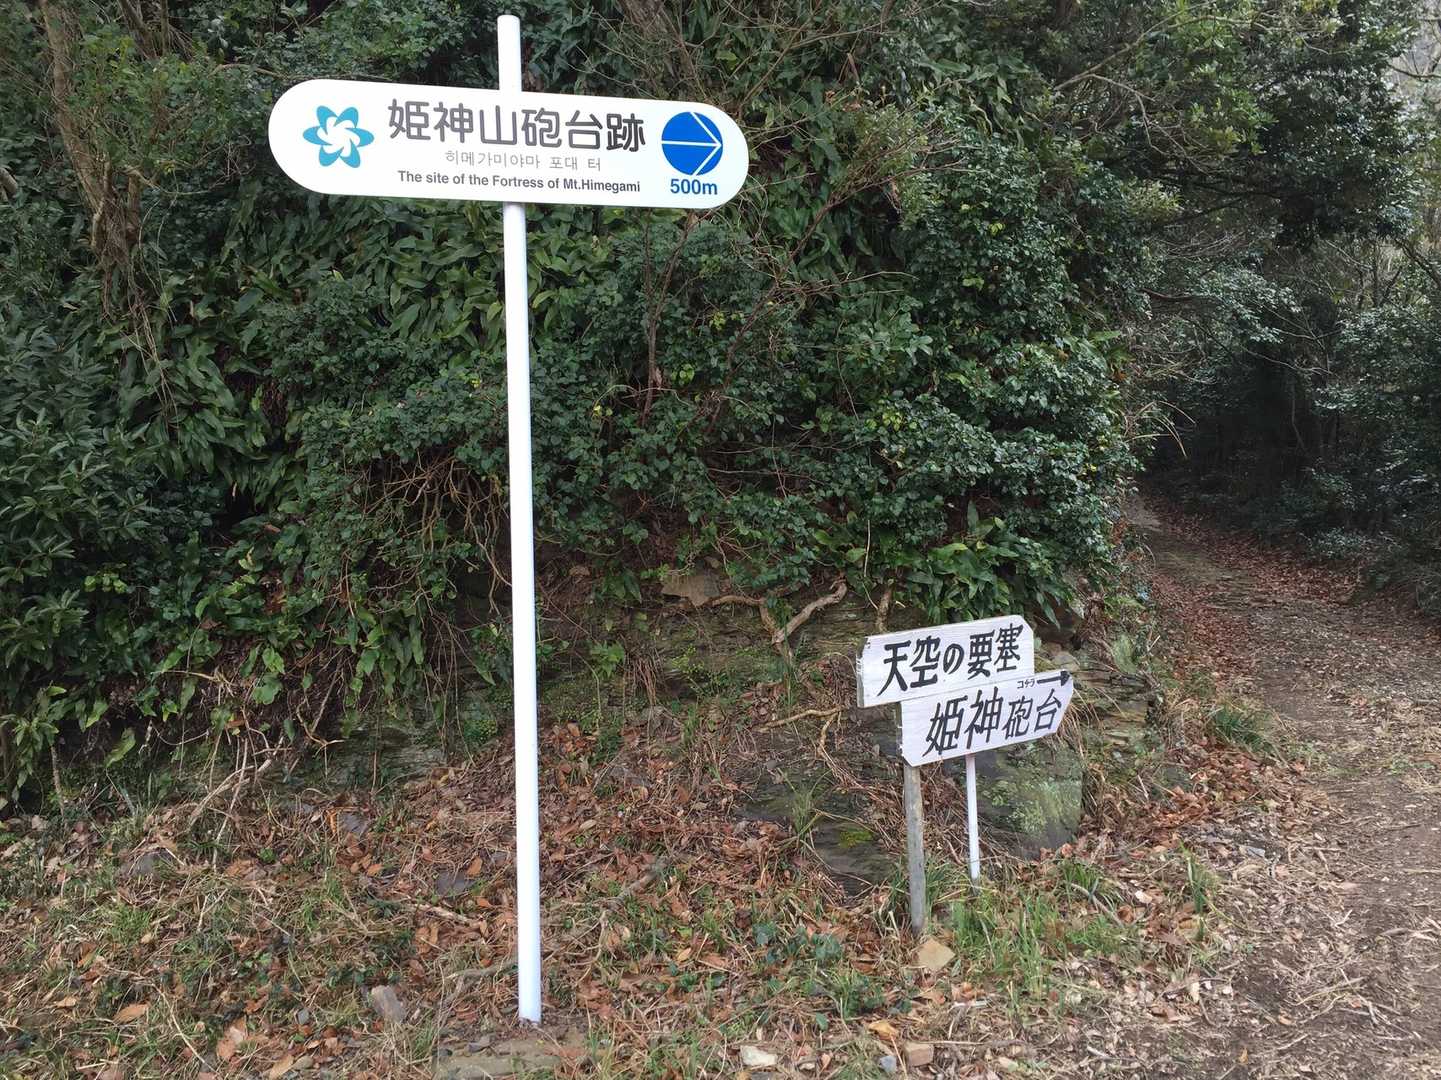 姫神山砲台跡
히메가미야마 포대 터
The site of the Fortress of Mt.Himegami
500m
天空の要塞
コチラ
姫神砲台